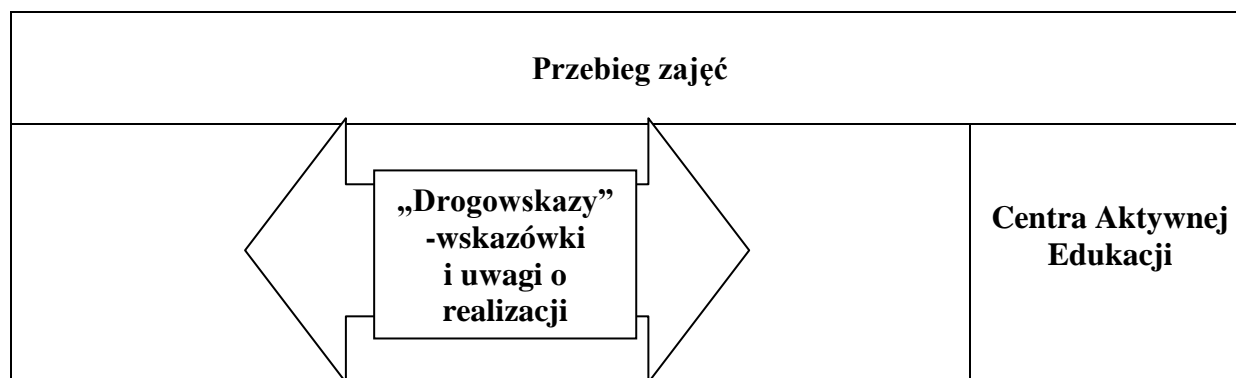 Przebieg zajęć
„Drogowskazy”
-wskazówki
i uwagi o
realizacji
Centra Aktywnej
Edukacji